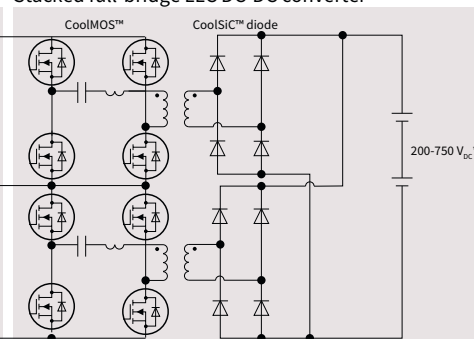 Stacked full-bridge LLC DC-DC converter
CoolMOS™
CoolSiC™ diode
200-750 V_DC